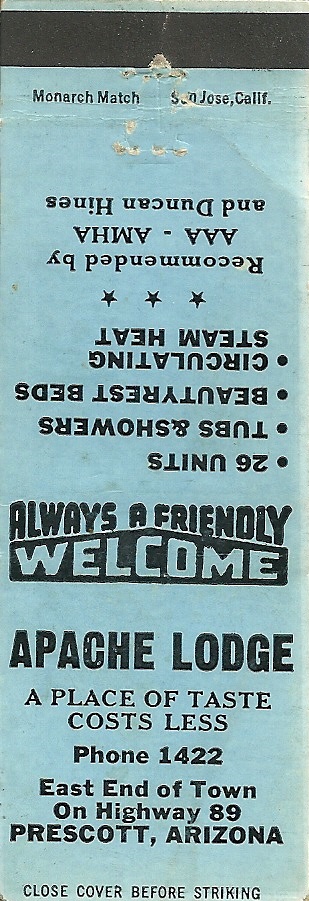 Monarch Match San Jose, Calif.
• 26 UNITS
• TUBS & SHOWERS
• BEAUTYREST BEDS
• CIRCULATING
STEAM HEAT
★ ★ ★
Recommended by
AAA - AMHA
and Duncan Hines
ALWAYS A FRIENDLY
WELCOME
APACHE LODGE
A PLACE OF TASTE
COSTS LESS
Phone 1422
East End of Town
On Highway 89
PRESCOTT, ARIZONA
CLOSE COVER BEFORE STRIKING